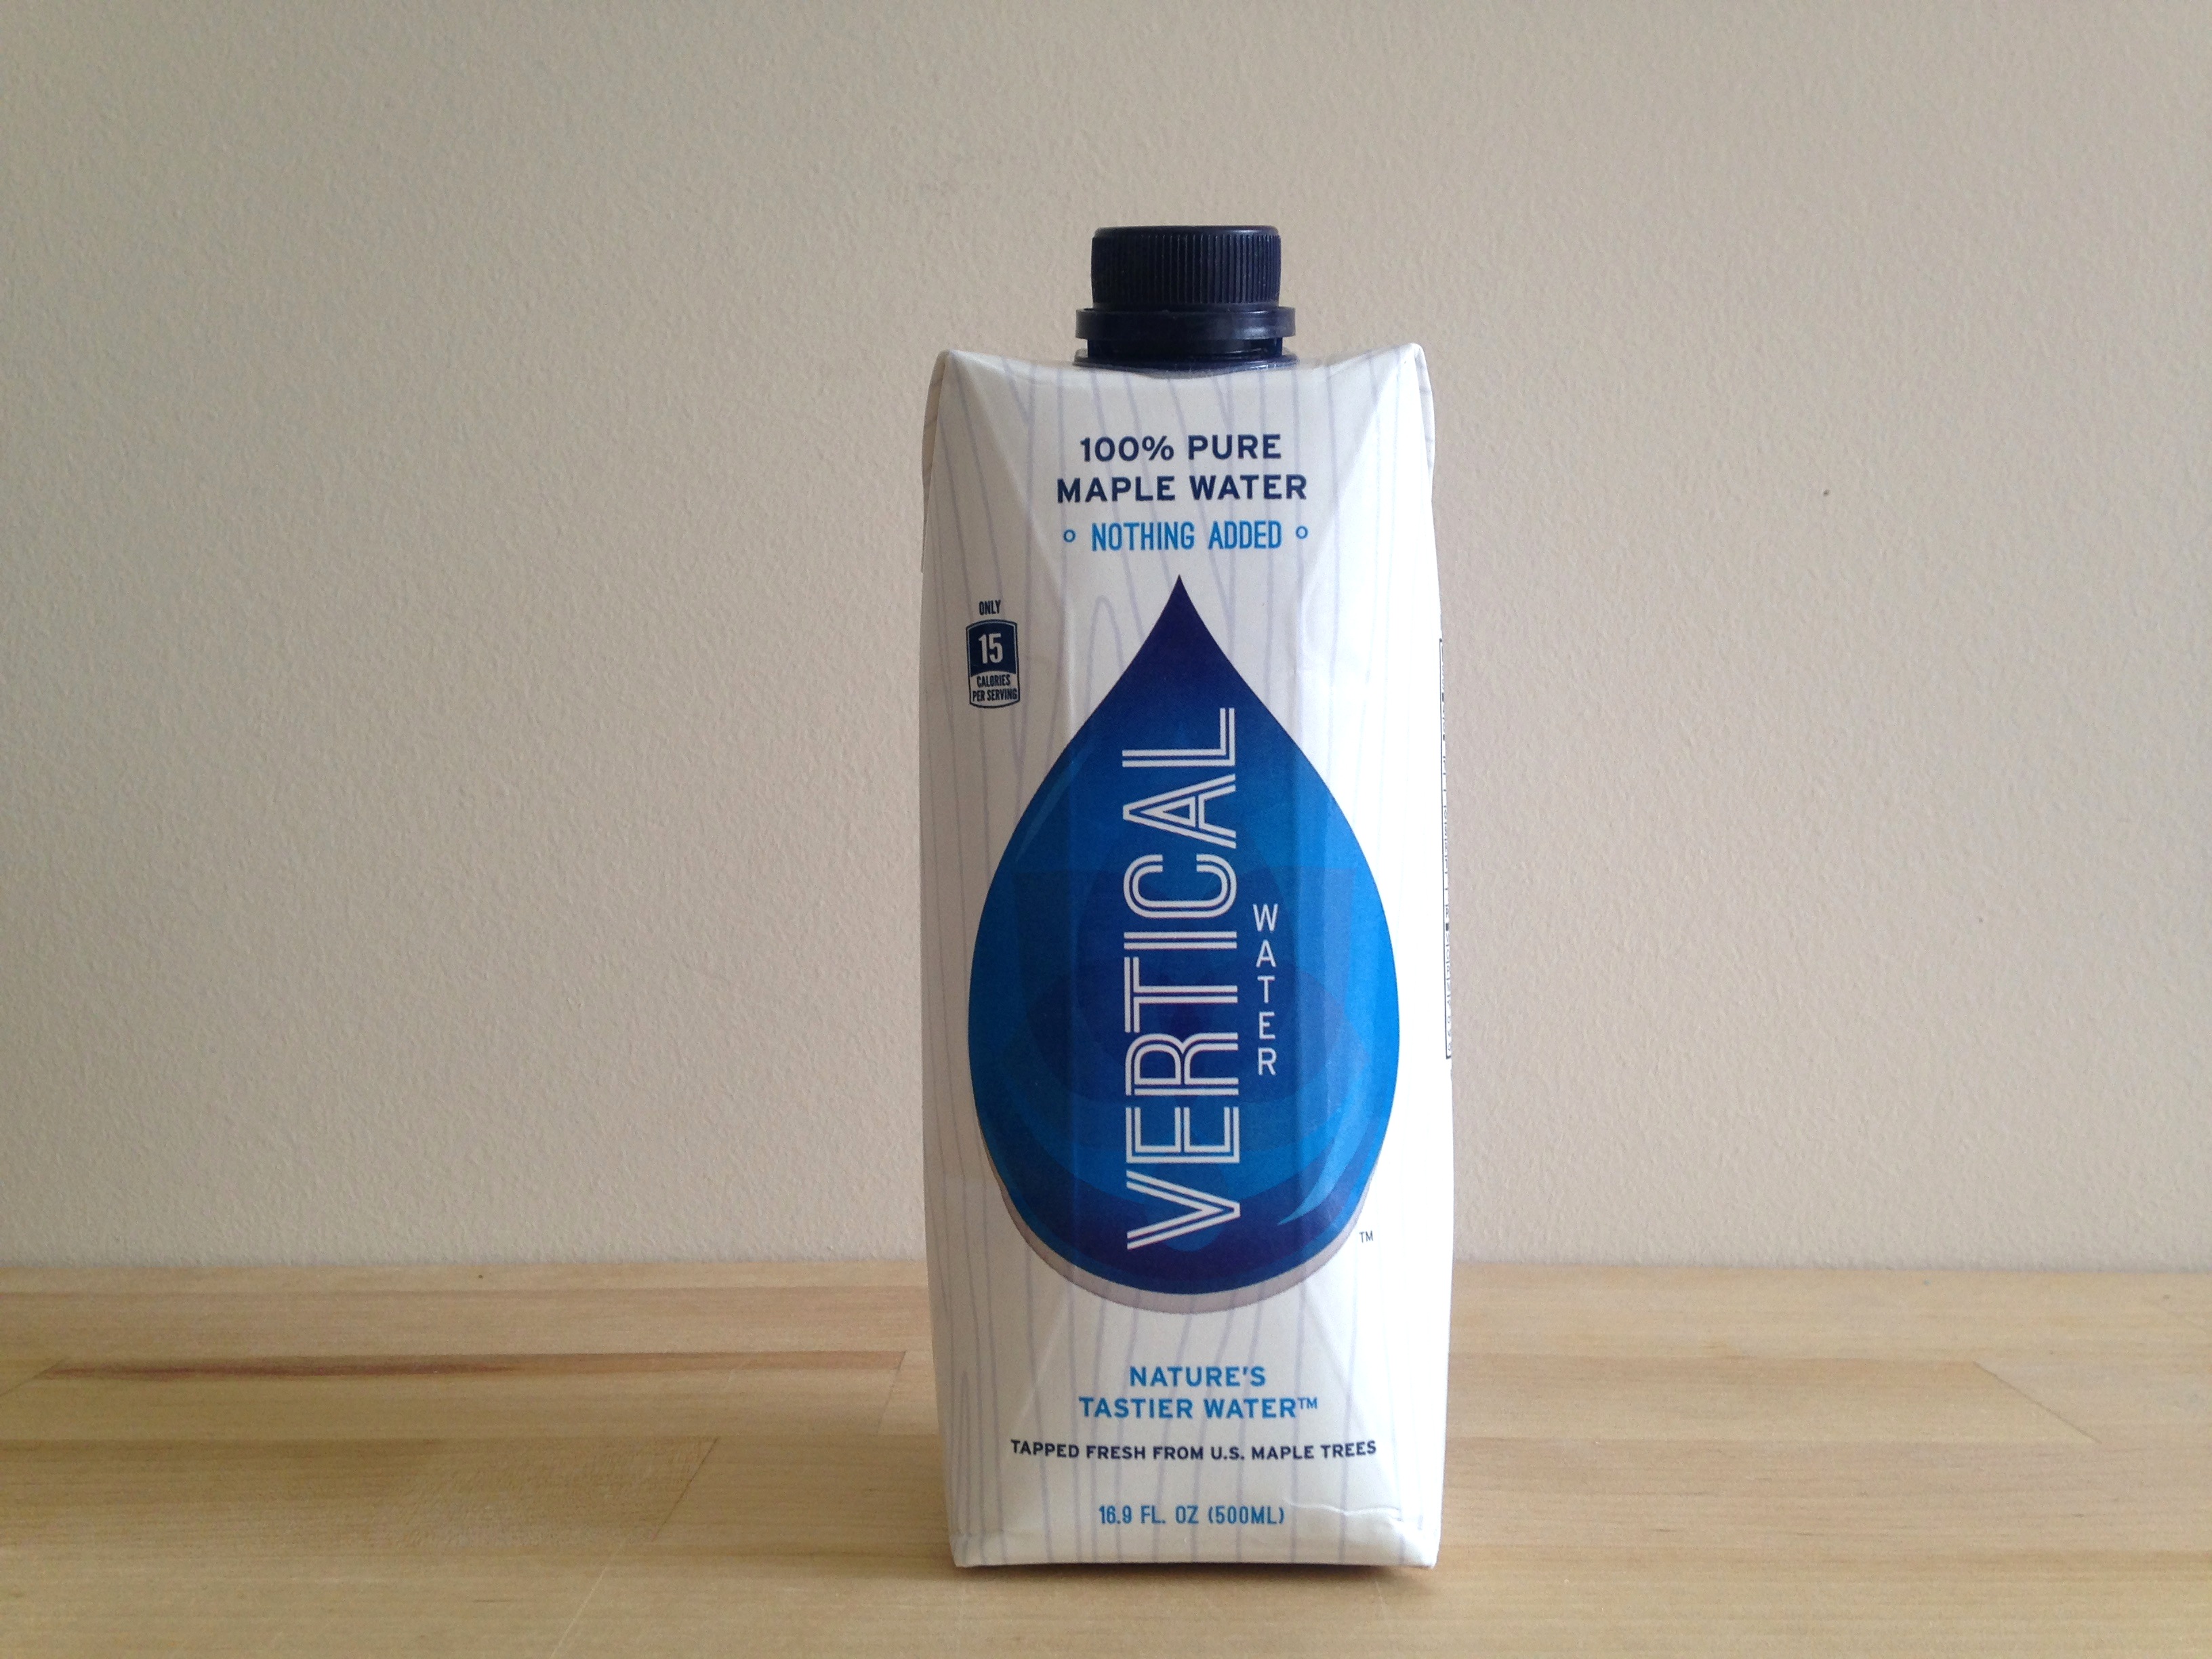 100% PURE
MAPLE WATER
° NOTHING ADDED °
ONLY
15
CALORIES
PER SERVING
VERTICAL
WATER
TM
NATURE'S
TASTIER WATER™
TAPPED FRESH FROM U.S. MAPLE TREES
16.9 FL. OZ (500ML)